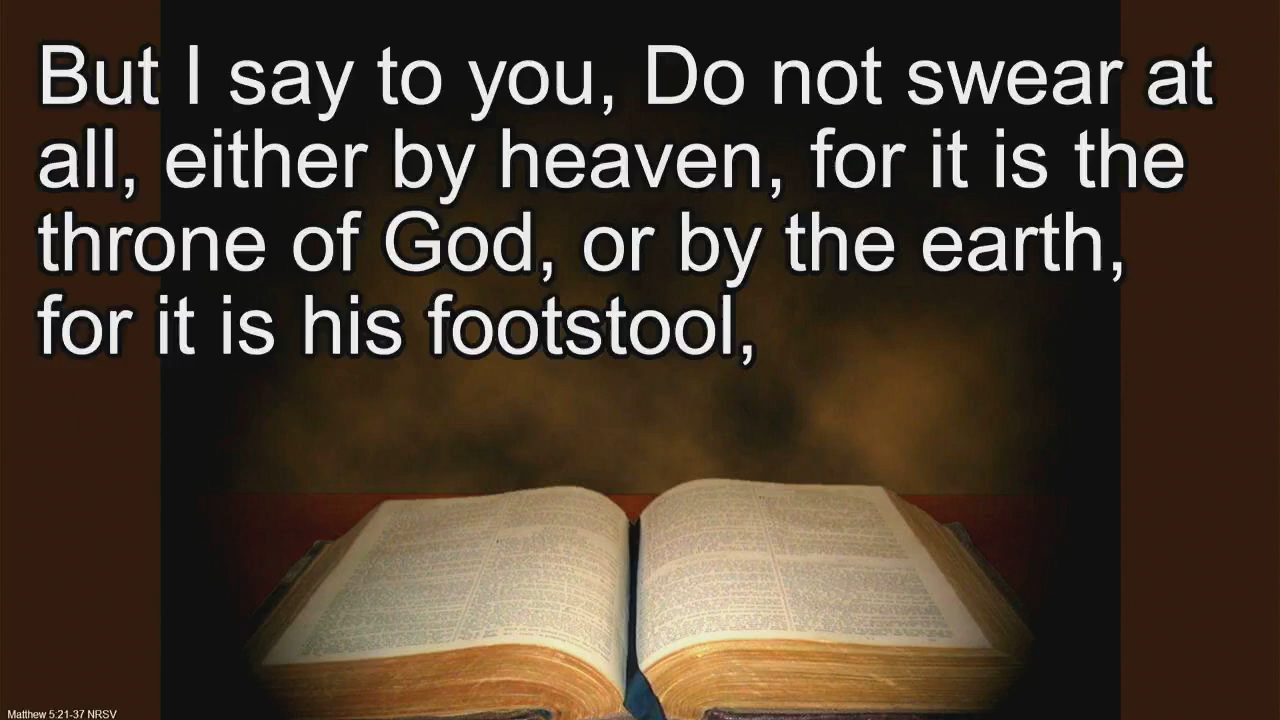 But I say to you, Do not swear at
all, either by heaven, for it is the
throne of God, or by the earth,
for it is his footstool,
Matthew 5:21-37 NRSV